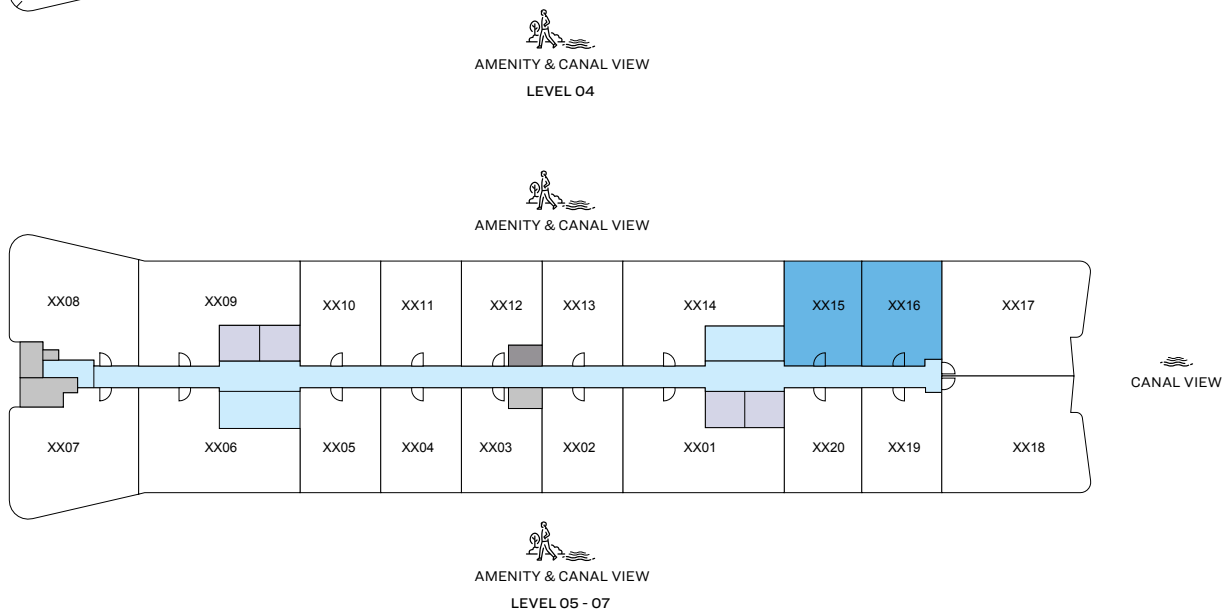 AMENITY & CANAL VIEW
LEVEL 04
AMENITY & CANAL VIEW
XX08
XX09
XX10
XX11
XX12
XX13
XX14
XX15
XX16
XX17
CANAL VIEW
XX07
XX06
XX05
XX04
XX03
XX02
XX01
XX20
XX19
XX18
AMENITY & CANAL VIEW
LEVEL 05 - 07